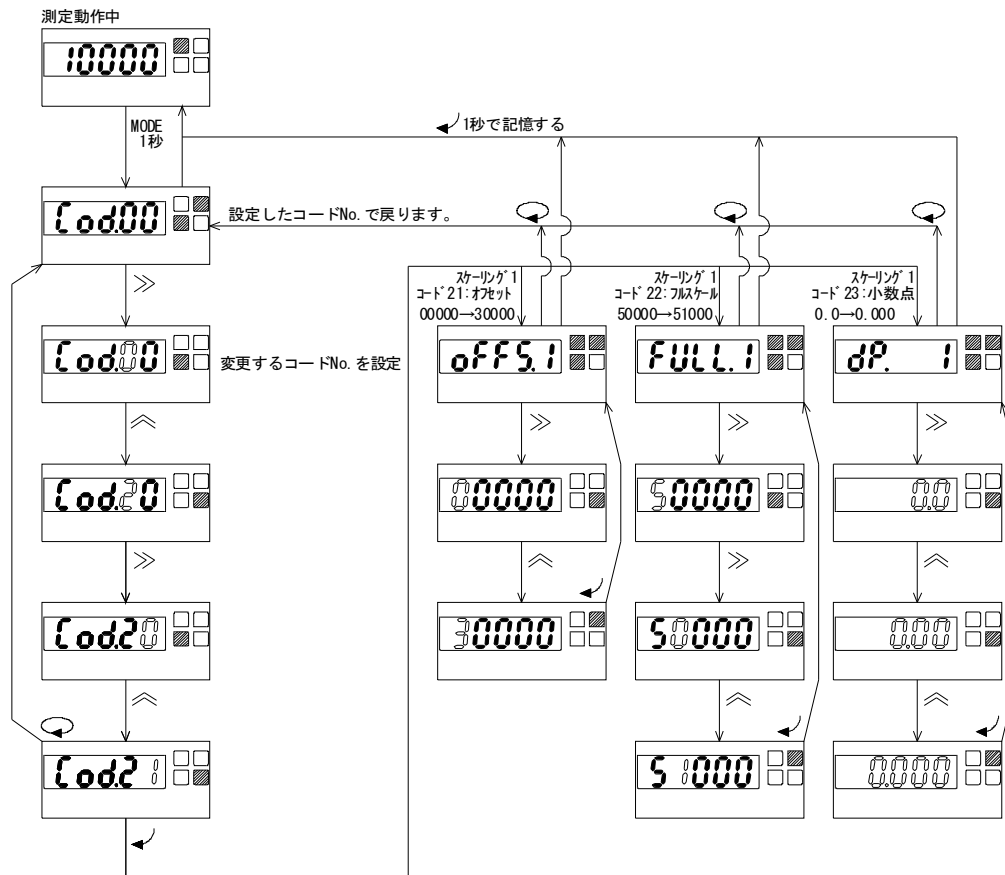 測定動作中
10000
MODE
1秒
1秒で記憶する
Cod.00
設定したコードNo.で戻ります。
スケーリング1
コード21:オフセット
00000→30000
スケーリング1
コード22:フルスケール
50000→51000
スケーリング1
コード23:小数点
0.0→0.000
Cod.00
変更するコードNo.を設定
oFFS.1
FULL.1
dP. 1
Cod.20
00000
50000
0.0
Cod.20
30000
50000
0.00
Cod.21
51000
0.000